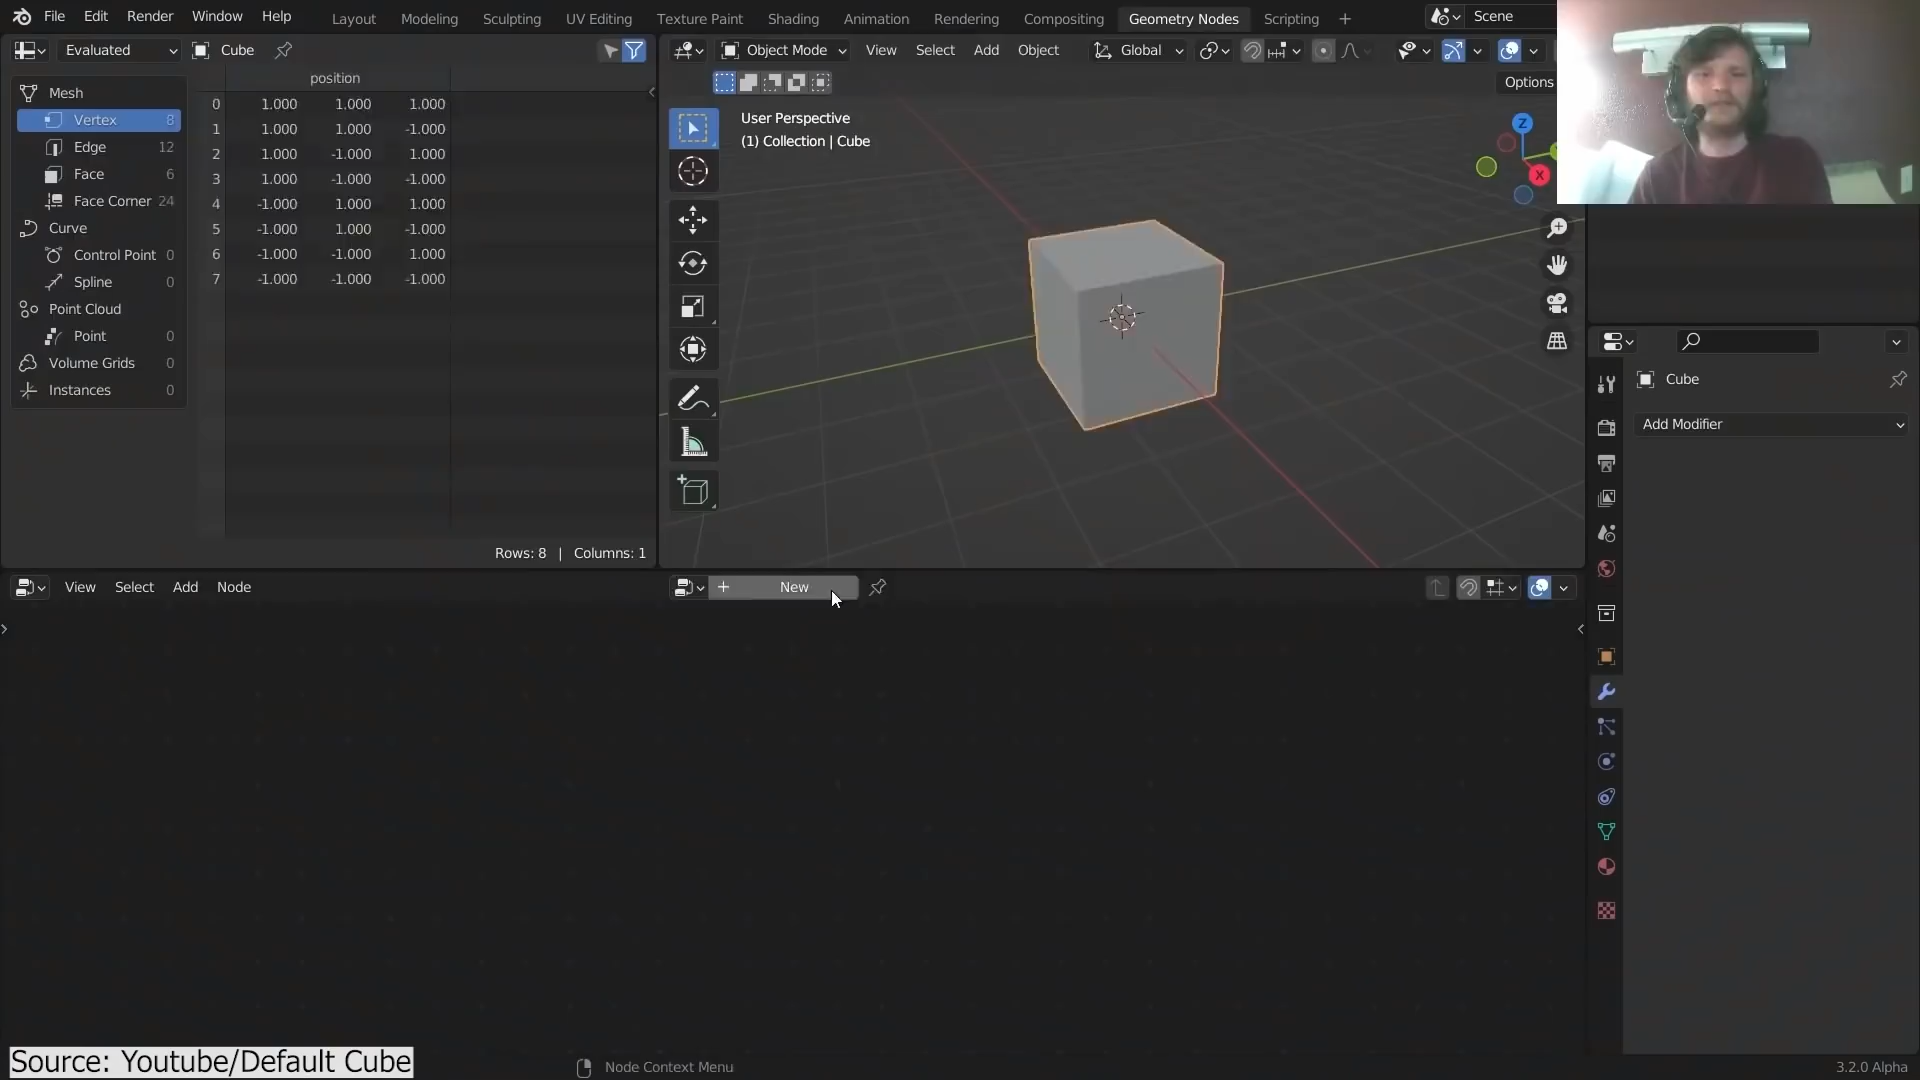 File Edit Render Window Help Layout Modeling Sculpting UV Editing Texture Paint Shading Animation Rendering Compositing Geometry Nodes Scripting + Scene
Evaluated Cube
Object Mode View Select Add Object Global
Options
position
Mesh
Vertex 8
Edge 12
Face 6
Face Corner 24
Curve
Control Point 0
Spline 0
Point Cloud
Point 0
Volume Grids 0
Instances 0
0 1.000 1.000 1.000
1 1.000 1.000 -1.000
2 1.000 -1.000 1.000
3 1.000 -1.000 -1.000
4 -1.000 1.000 1.000
5 -1.000 1.000 -1.000
6 -1.000 -1.000 1.000
7 -1.000 -1.000 -1.000
Rows: 8 | Columns: 1
User Perspective
(1) Collection | Cube
Z
X
Cube
Add Modifier
View Select Add Node
+ New
Source: Youtube/Default Cube
Node Context Menu
3.2.0 Alpha